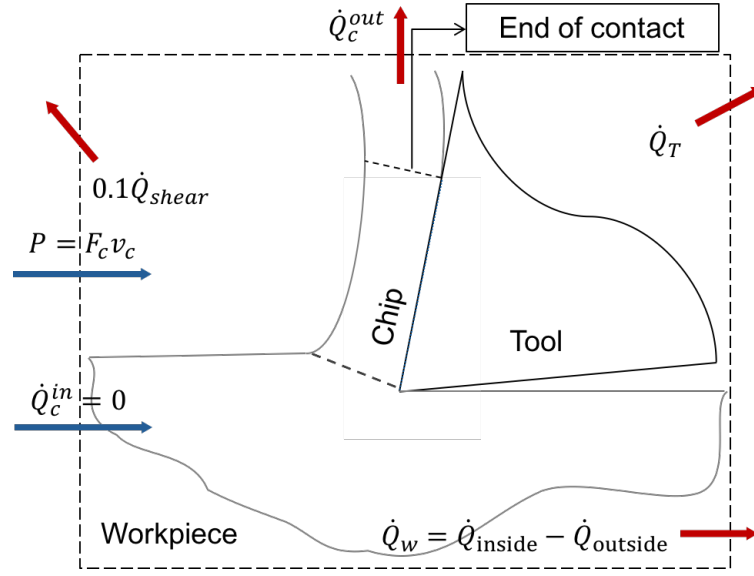 Q̇_c^out
End of contact
Q̇_T
0.1Q̇_shear
P = F_c v_c
Chip
Tool
Q̇_c^in = 0
Workpiece
Q̇_w = Q̇_inside − Q̇_outside